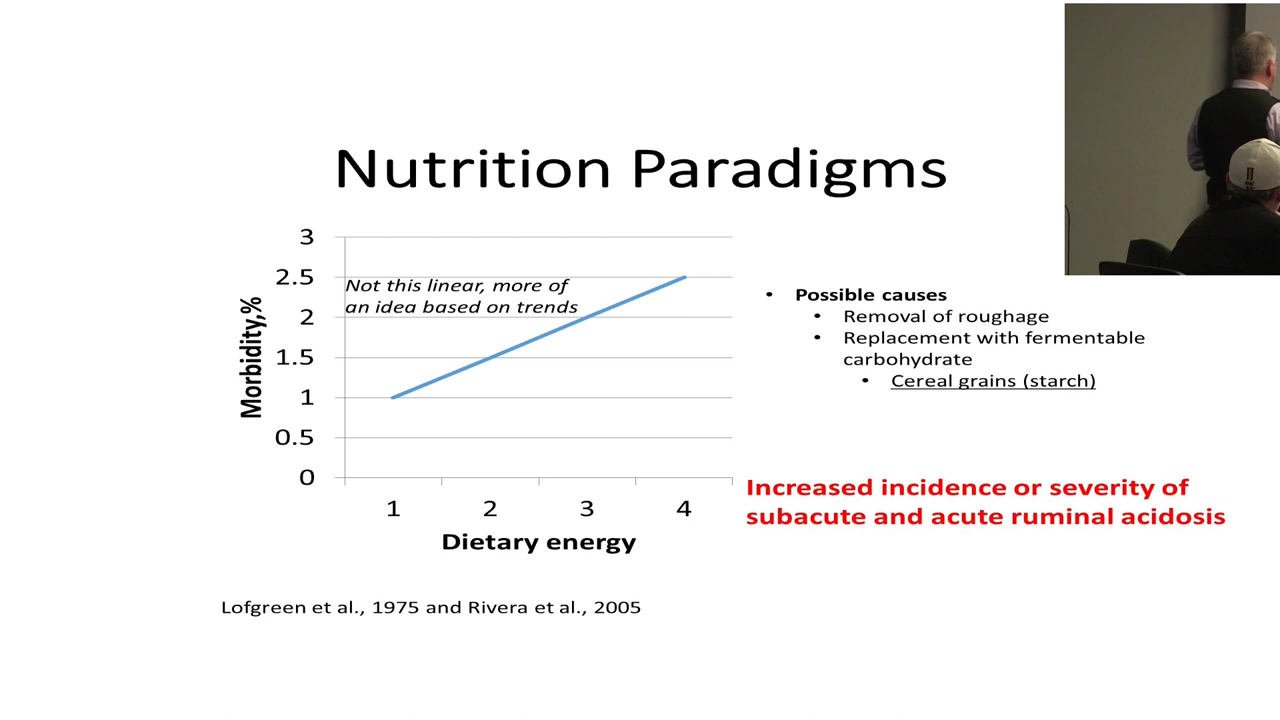 Nutrition Paradigms
3
2.5
2
1.5
1
0.5
0
Morbidity,%
Not this linear, more of
an idea based on trends
1 2 3 4
Dietary energy
• Possible causes
• Removal of roughage
• Replacement with fermentable
carbohydrate
• Cereal grains (starch)
Increased incidence or severity of
subacute and acute ruminal acidosis
Lofgreen et al., 1975 and Rivera et al., 2005